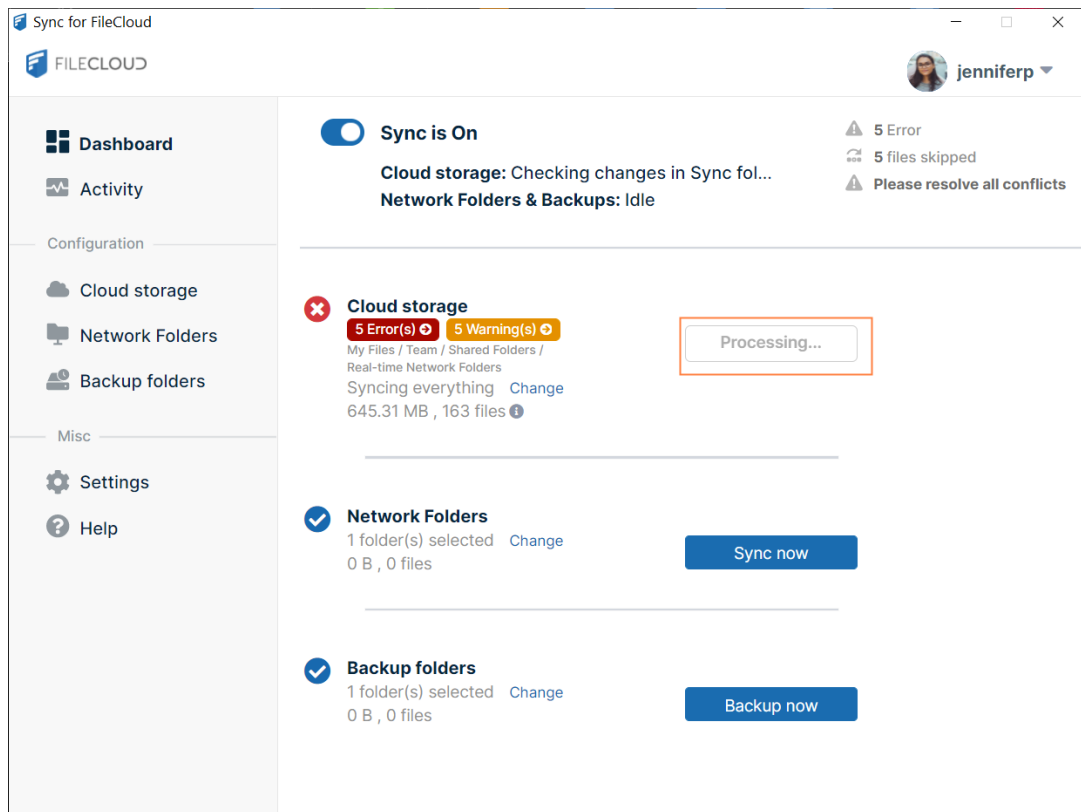 Sync for FileCloud
FILECLOUD
jenniferp
Dashboard
Activity
Configuration
Cloud storage
Network Folders
Backup folders
Misc
Settings
Help
Sync is On
Cloud storage: Checking changes in Sync fol...
Network Folders & Backups: Idle
5 Error
5 files skipped
Please resolve all conflicts
Cloud storage
5 Error(s) 5 Warning(s)
My Files / Team / Shared Folders /
Real-time Network Folders
Syncing everything Change
645.31 MB , 163 files
Processing...
Network Folders
1 folder(s) selected Change
0 B , 0 files
Sync now
Backup folders
1 folder(s) selected Change
0 B , 0 files
Backup now